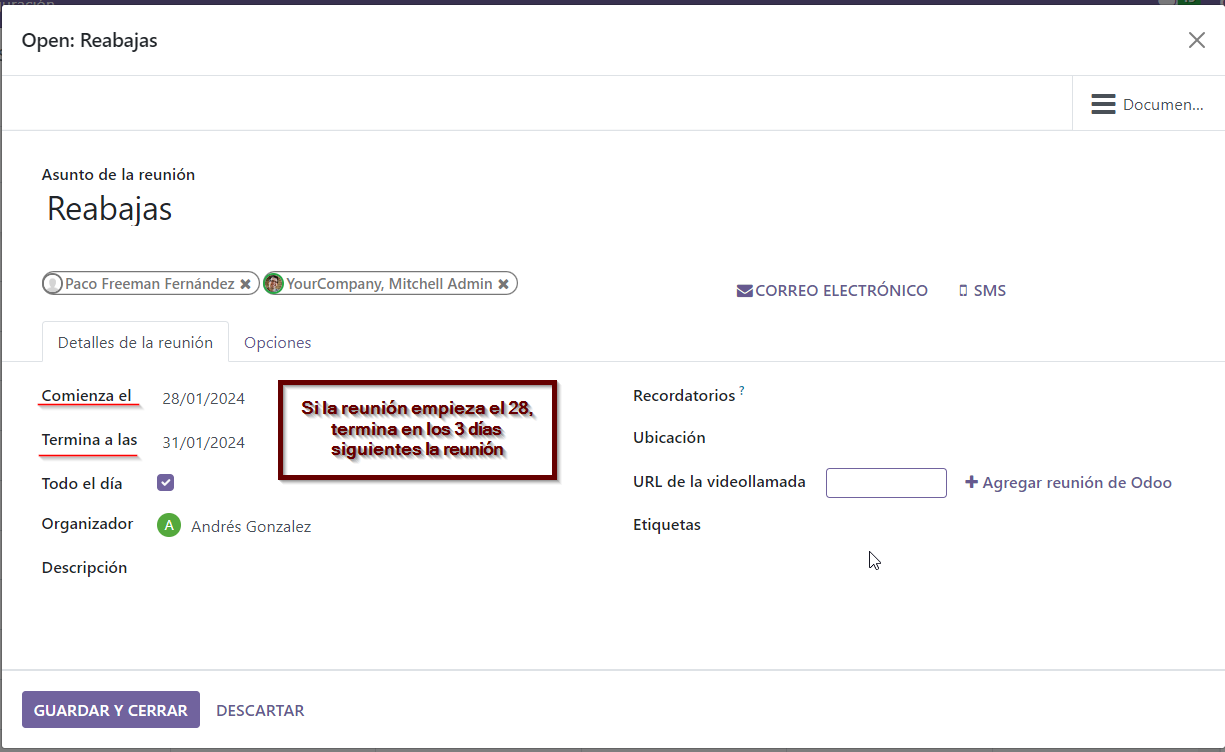 Open: Reabajas
Documen...
Asunto de la reunión
Reabajas
Paco Freeman Fernández
YourCompany, Mitchell Admin
CORREO ELECTRÓNICO
SMS
Detalles de la reunión
Opciones
Comienza el 28/01/2024
Termina a las 31/01/2024
Todo el día
Organizador A Andrés Gonzalez
Descripción
Si la reunión empieza el 28,
termina en los 3 días
siguientes la reunión
Recordatorios ?
Ubicación
URL de la videollamada
+ Agregar reunión de Odoo
Etiquetas
GUARDAR Y CERRAR
DESCARTAR